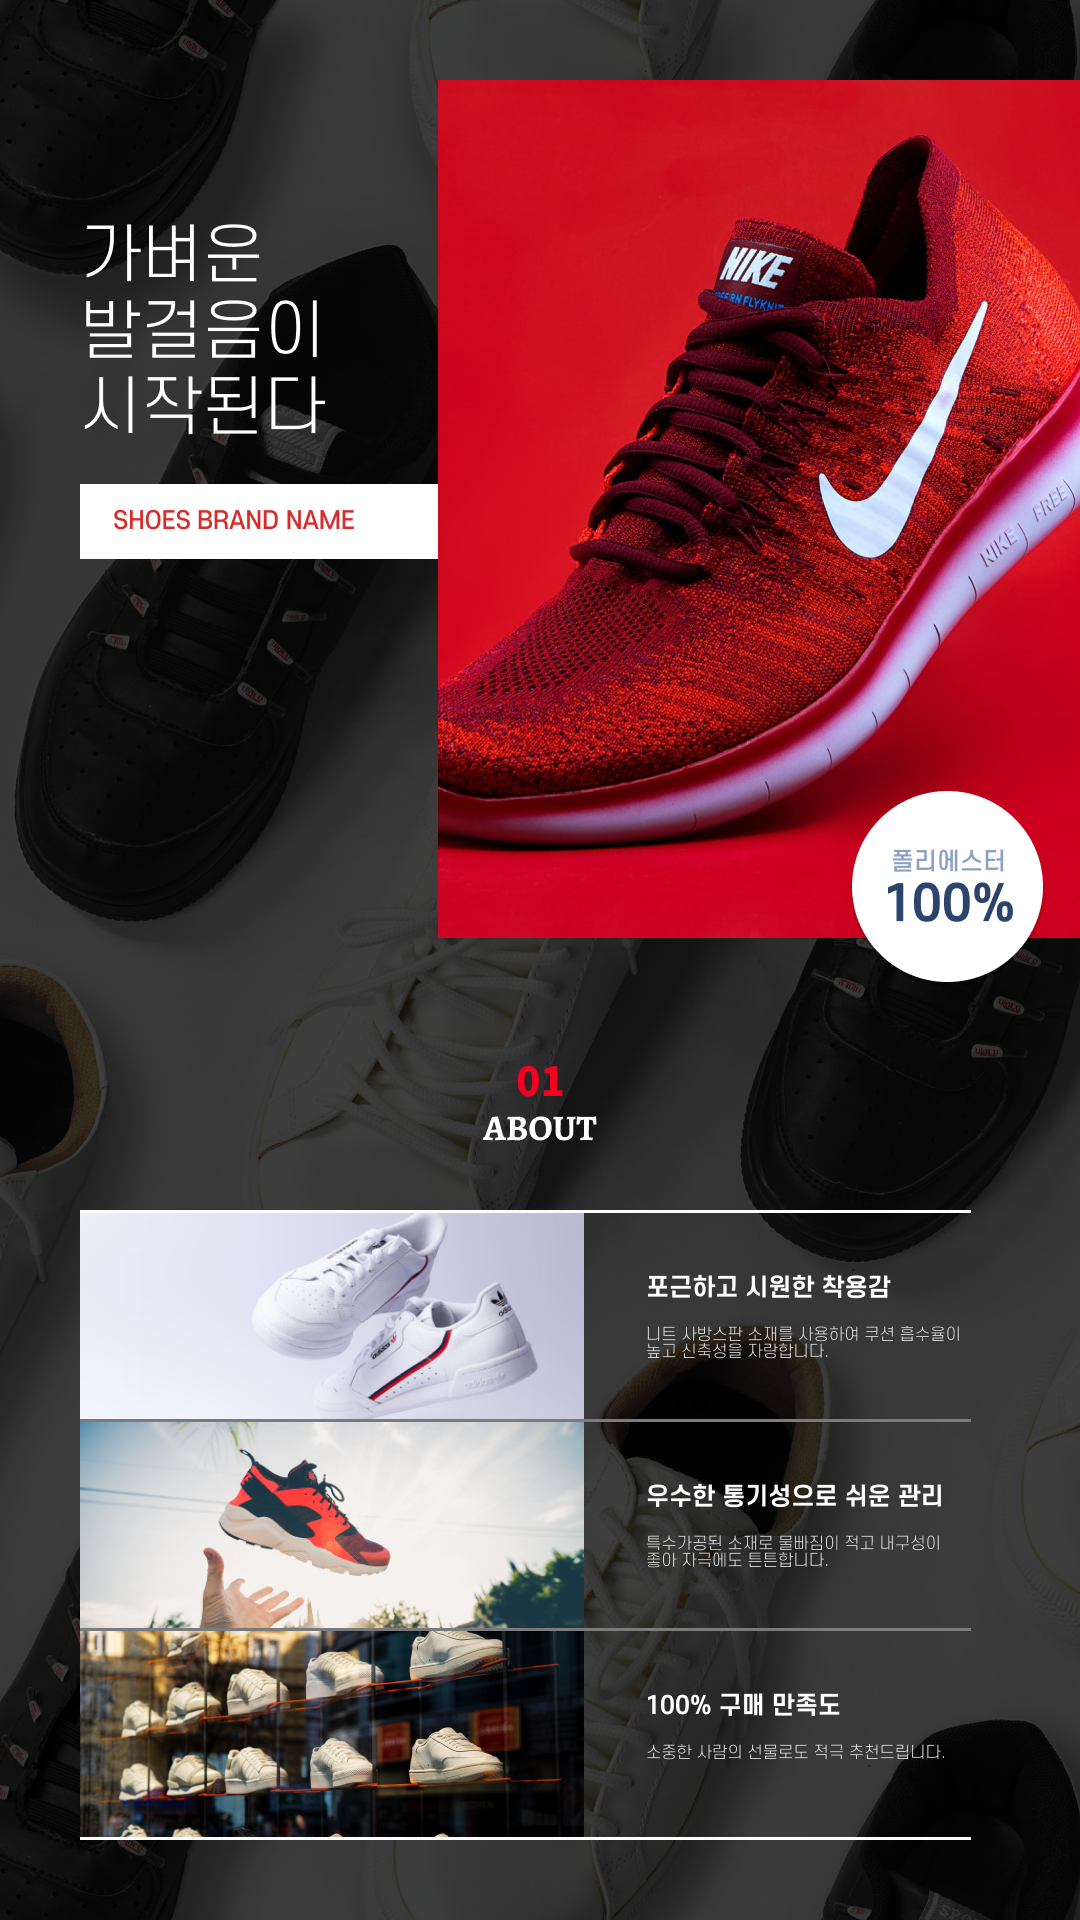 가벼운
발걸음이
시작된다
SHOES BRAND NAME
NIKE
NIKE FREE
폴리에스터
100%
01
ABOUT
adidas
adidas
포근하고 시원한 착용감
니트 사방스판 소재를 사용하여 쿠션 흡수율이
높고 신축성을 자랑합니다.
우수한 통기성으로 쉬운 관리
특수가공된 소재로 물빠짐이 적고 내구성이
좋아 자극에도 튼튼합니다.
100% 구매 만족도
소중한 사람의 선물로도 적극 추천드립니다.